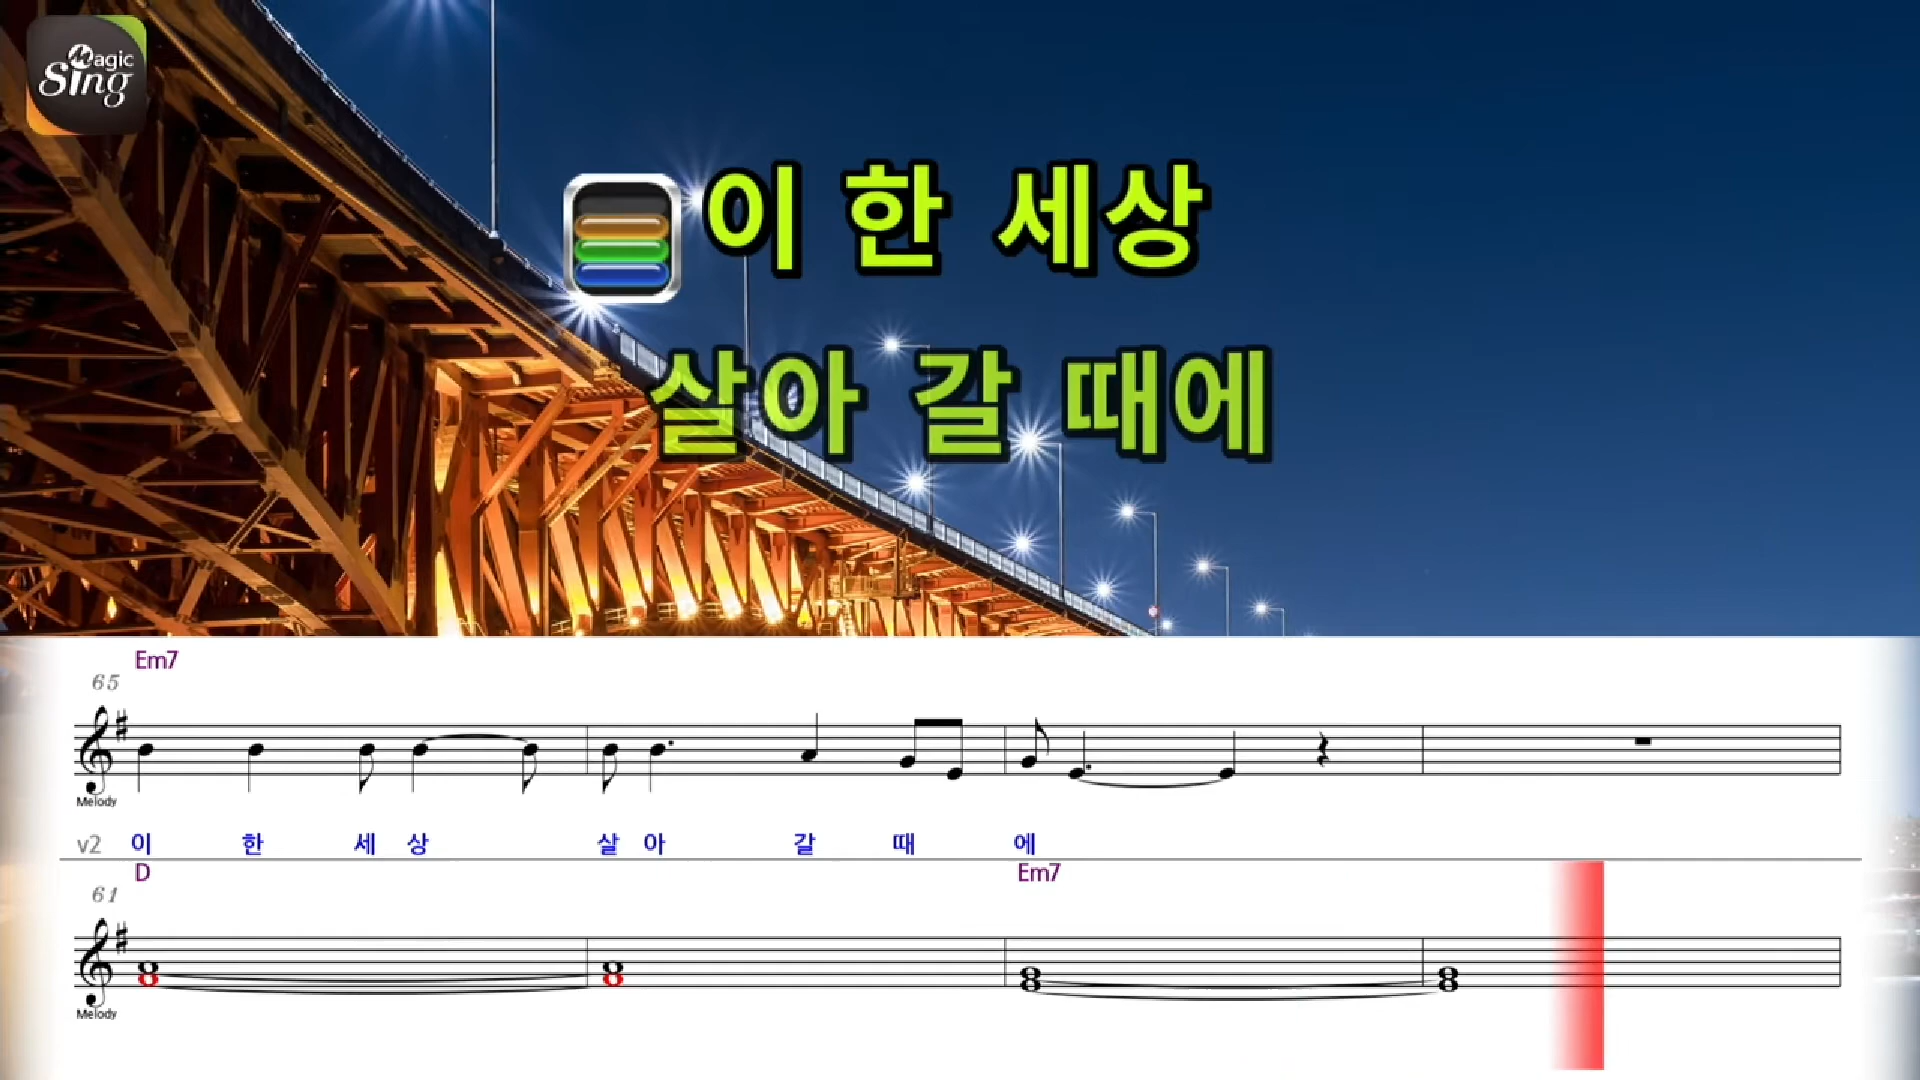 Magic
Sing
이 한 세상
살아 갈 때에
Em7
65
Melody
v2 이 한 세 상 살 아 갈 때 에
D Em7
61
Melody